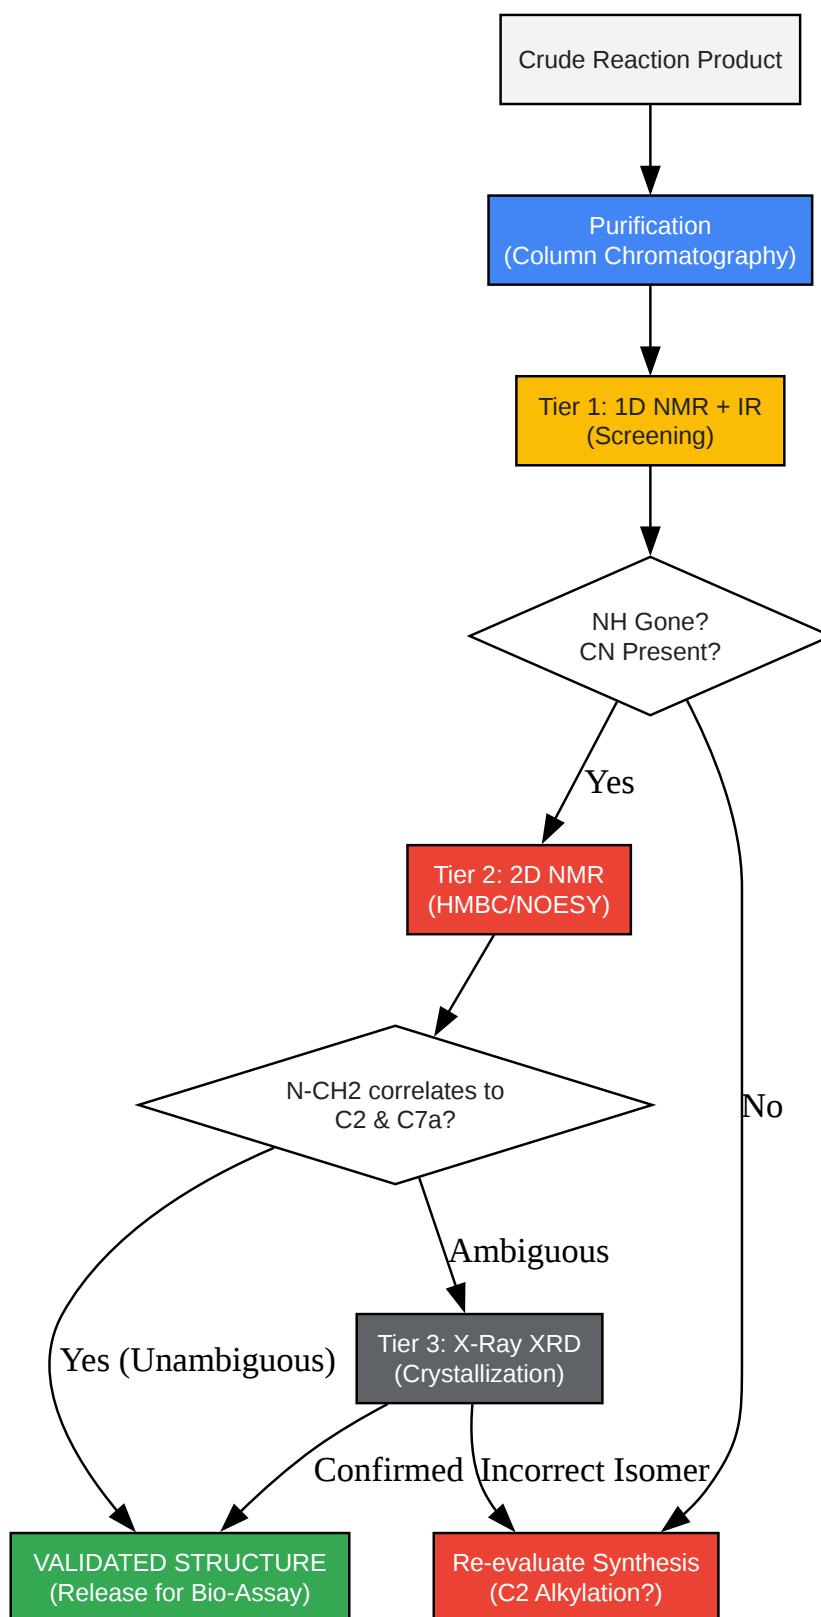 Crude Reaction Product
Purification
(Column Chromatography)
Tier 1: 1D NMR + IR
(Screening)
NH Gone?
CN Present?
Yes
Tier 2: 2D NMR
(HMBC/NOESY)
N-CH2 correlates to
C2 & C7a?
No
Ambiguous
Tier 3: X-Ray XRD
(Crystallization)
Yes (Unambiguous)
Confirmed
Incorrect Isomer
VALIDATED STRUCTURE
(Release for Bio-Assay)
Re-evaluate Synthesis
(C2 Alkylation?)